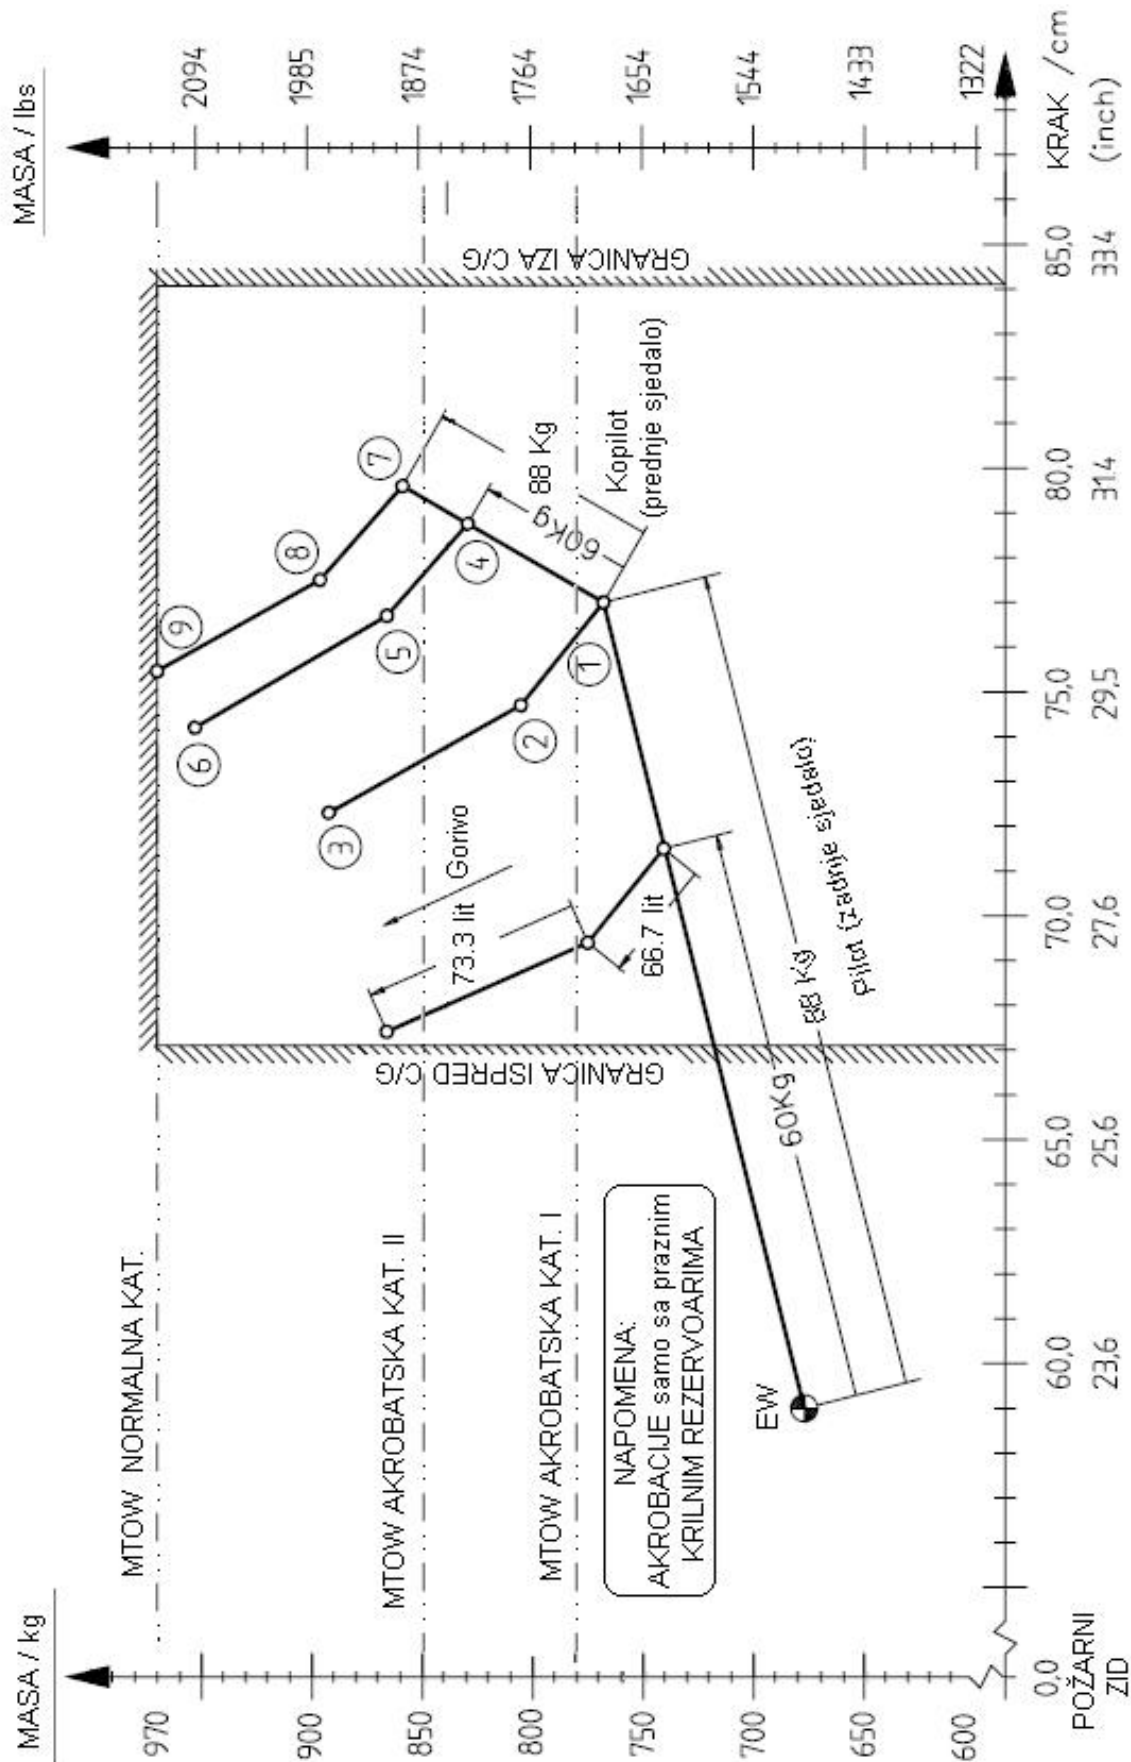 MASA / kg
MASA / lbs
970
900
850
800
750
700
650
600
2094
1985
1874
1764
1654
1544
1433
1322
MTOW NORMALNA KAT.
MTOW AKROBATSKA KAT. II
MTOW AKROBATSKA KAT. I
NAPOMENA:
AKROBACIJE samo sa praznim
KRILNIM REZERVOARIMA
EW
GRANICA ISPRED C/G
GRANICA IZA C/G
73.3 lit
Gorivo
66.7 lit
1
2
3
4
5
6
7
8
9
88 Kg
60Kg
Kopilot
(prednje sjedalo)
60Kg
88 Kg
Pilot (zadnje sjedalo)
0,0
60,0
65,0
70,0
75,0
80,0
85,0
KRAK /cm
POŽARNI
ZID
23,6
25,6
27,6
29,5
31.4
33.4
(inch)